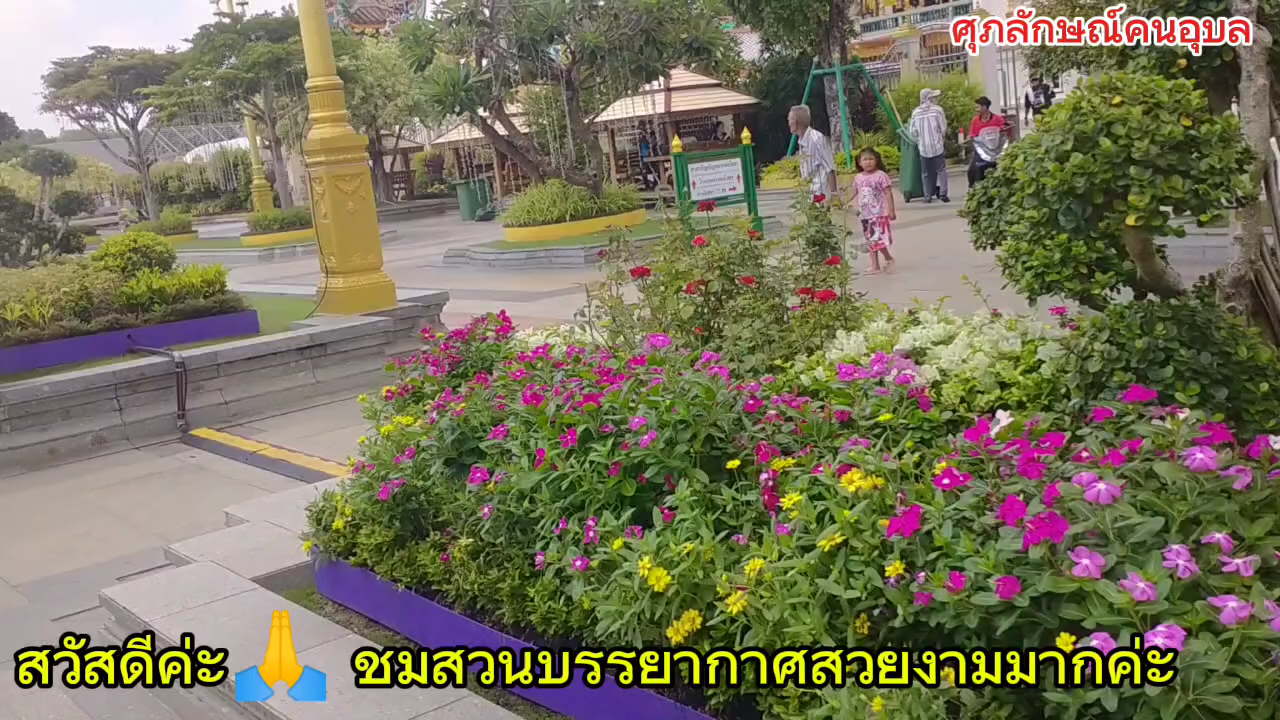 ศุภลักษณ์คนอุบล
สวัสดีค่ะ🙏 ชมสวนบรรยากาศสวยงามมากค่ะ